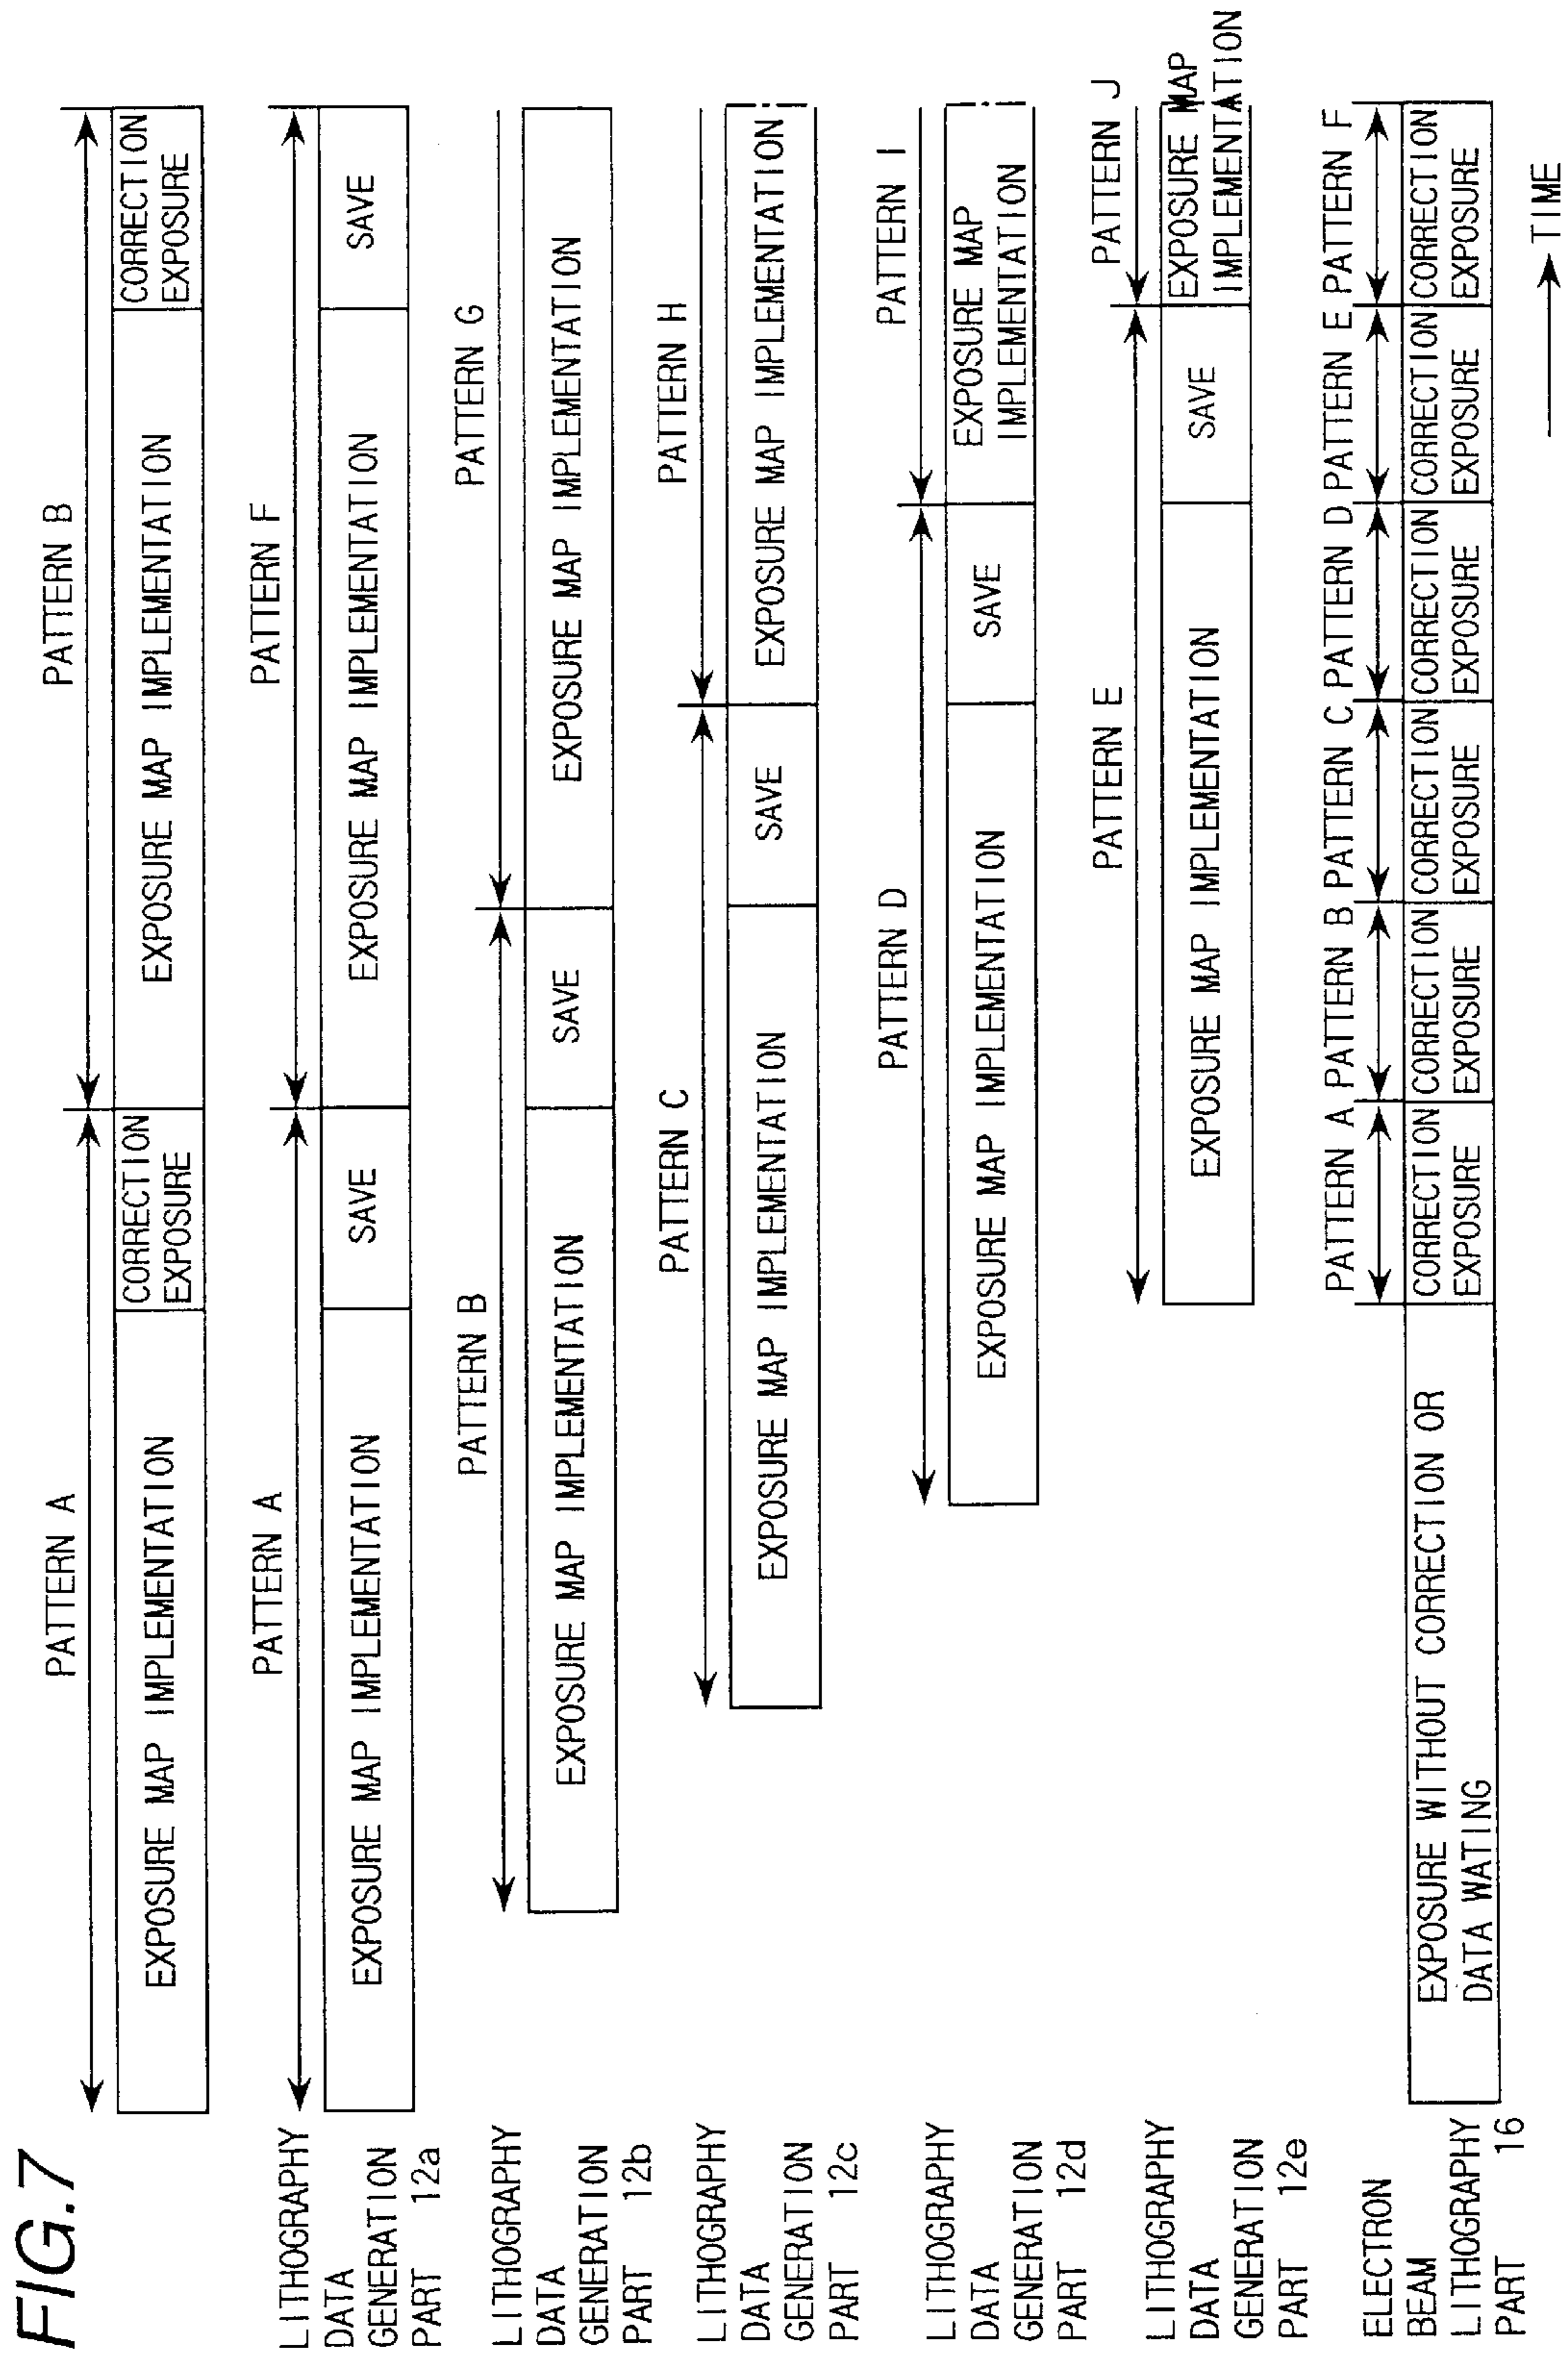 FIG.7
PATTERN A
PATTERN B
EXPOSURE MAP IMPLEMENTATION
CORRECTION
EXPOSURE
EXPOSURE MAP IMPLEMENTATION
CORRECTION
EXPOSURE
LITHOGRAPHY
DATA
GENERATION
PART 12a
PATTERN A
PATTERN F
EXPOSURE MAP IMPLEMENTATION
SAVE
EXPOSURE MAP IMPLEMENTATION
SAVE
LITHOGRAPHY
DATA
GENERATION
PART 12b
PATTERN B
PATTERN G
EXPOSURE MAP IMPLEMENTATION
SAVE
EXPOSURE MAP IMPLEMENTATION
LITHOGRAPHY
DATA
GENERATION
PART 12c
PATTERN C
PATTERN H
EXPOSURE MAP IMPLEMENTATION
SAVE
EXPOSURE MAP IMPLEMENTATION
LITHOGRAPHY
DATA
GENERATION
PART 12d
PATTERN D
PATTERN I
EXPOSURE MAP IMPLEMENTATION
SAVE
EXPOSURE MAP
IMPLEMENTATION
LITHOGRAPHY
DATA
GENERATION
PART 12e
PATTERN E
PATTERN J
EXPOSURE MAP IMPLEMENTATION
SAVE
EXPOSURE MAP
IMPLEMENTATION
ELECTRON
BEAM
LITHOGRAPHY
PART 16
PATTERN A PATTERN B PATTERN C PATTERN D PATTERN E PATTERN F
EXPOSURE WITHOUT CORRECTION OR
DATA WATING
CORRECTION
EXPOSURE
CORRECTION
EXPOSURE
CORRECTION
EXPOSURE
CORRECTION
EXPOSURE
CORRECTION
EXPOSURE
CORRECTION
EXPOSURE
TIME